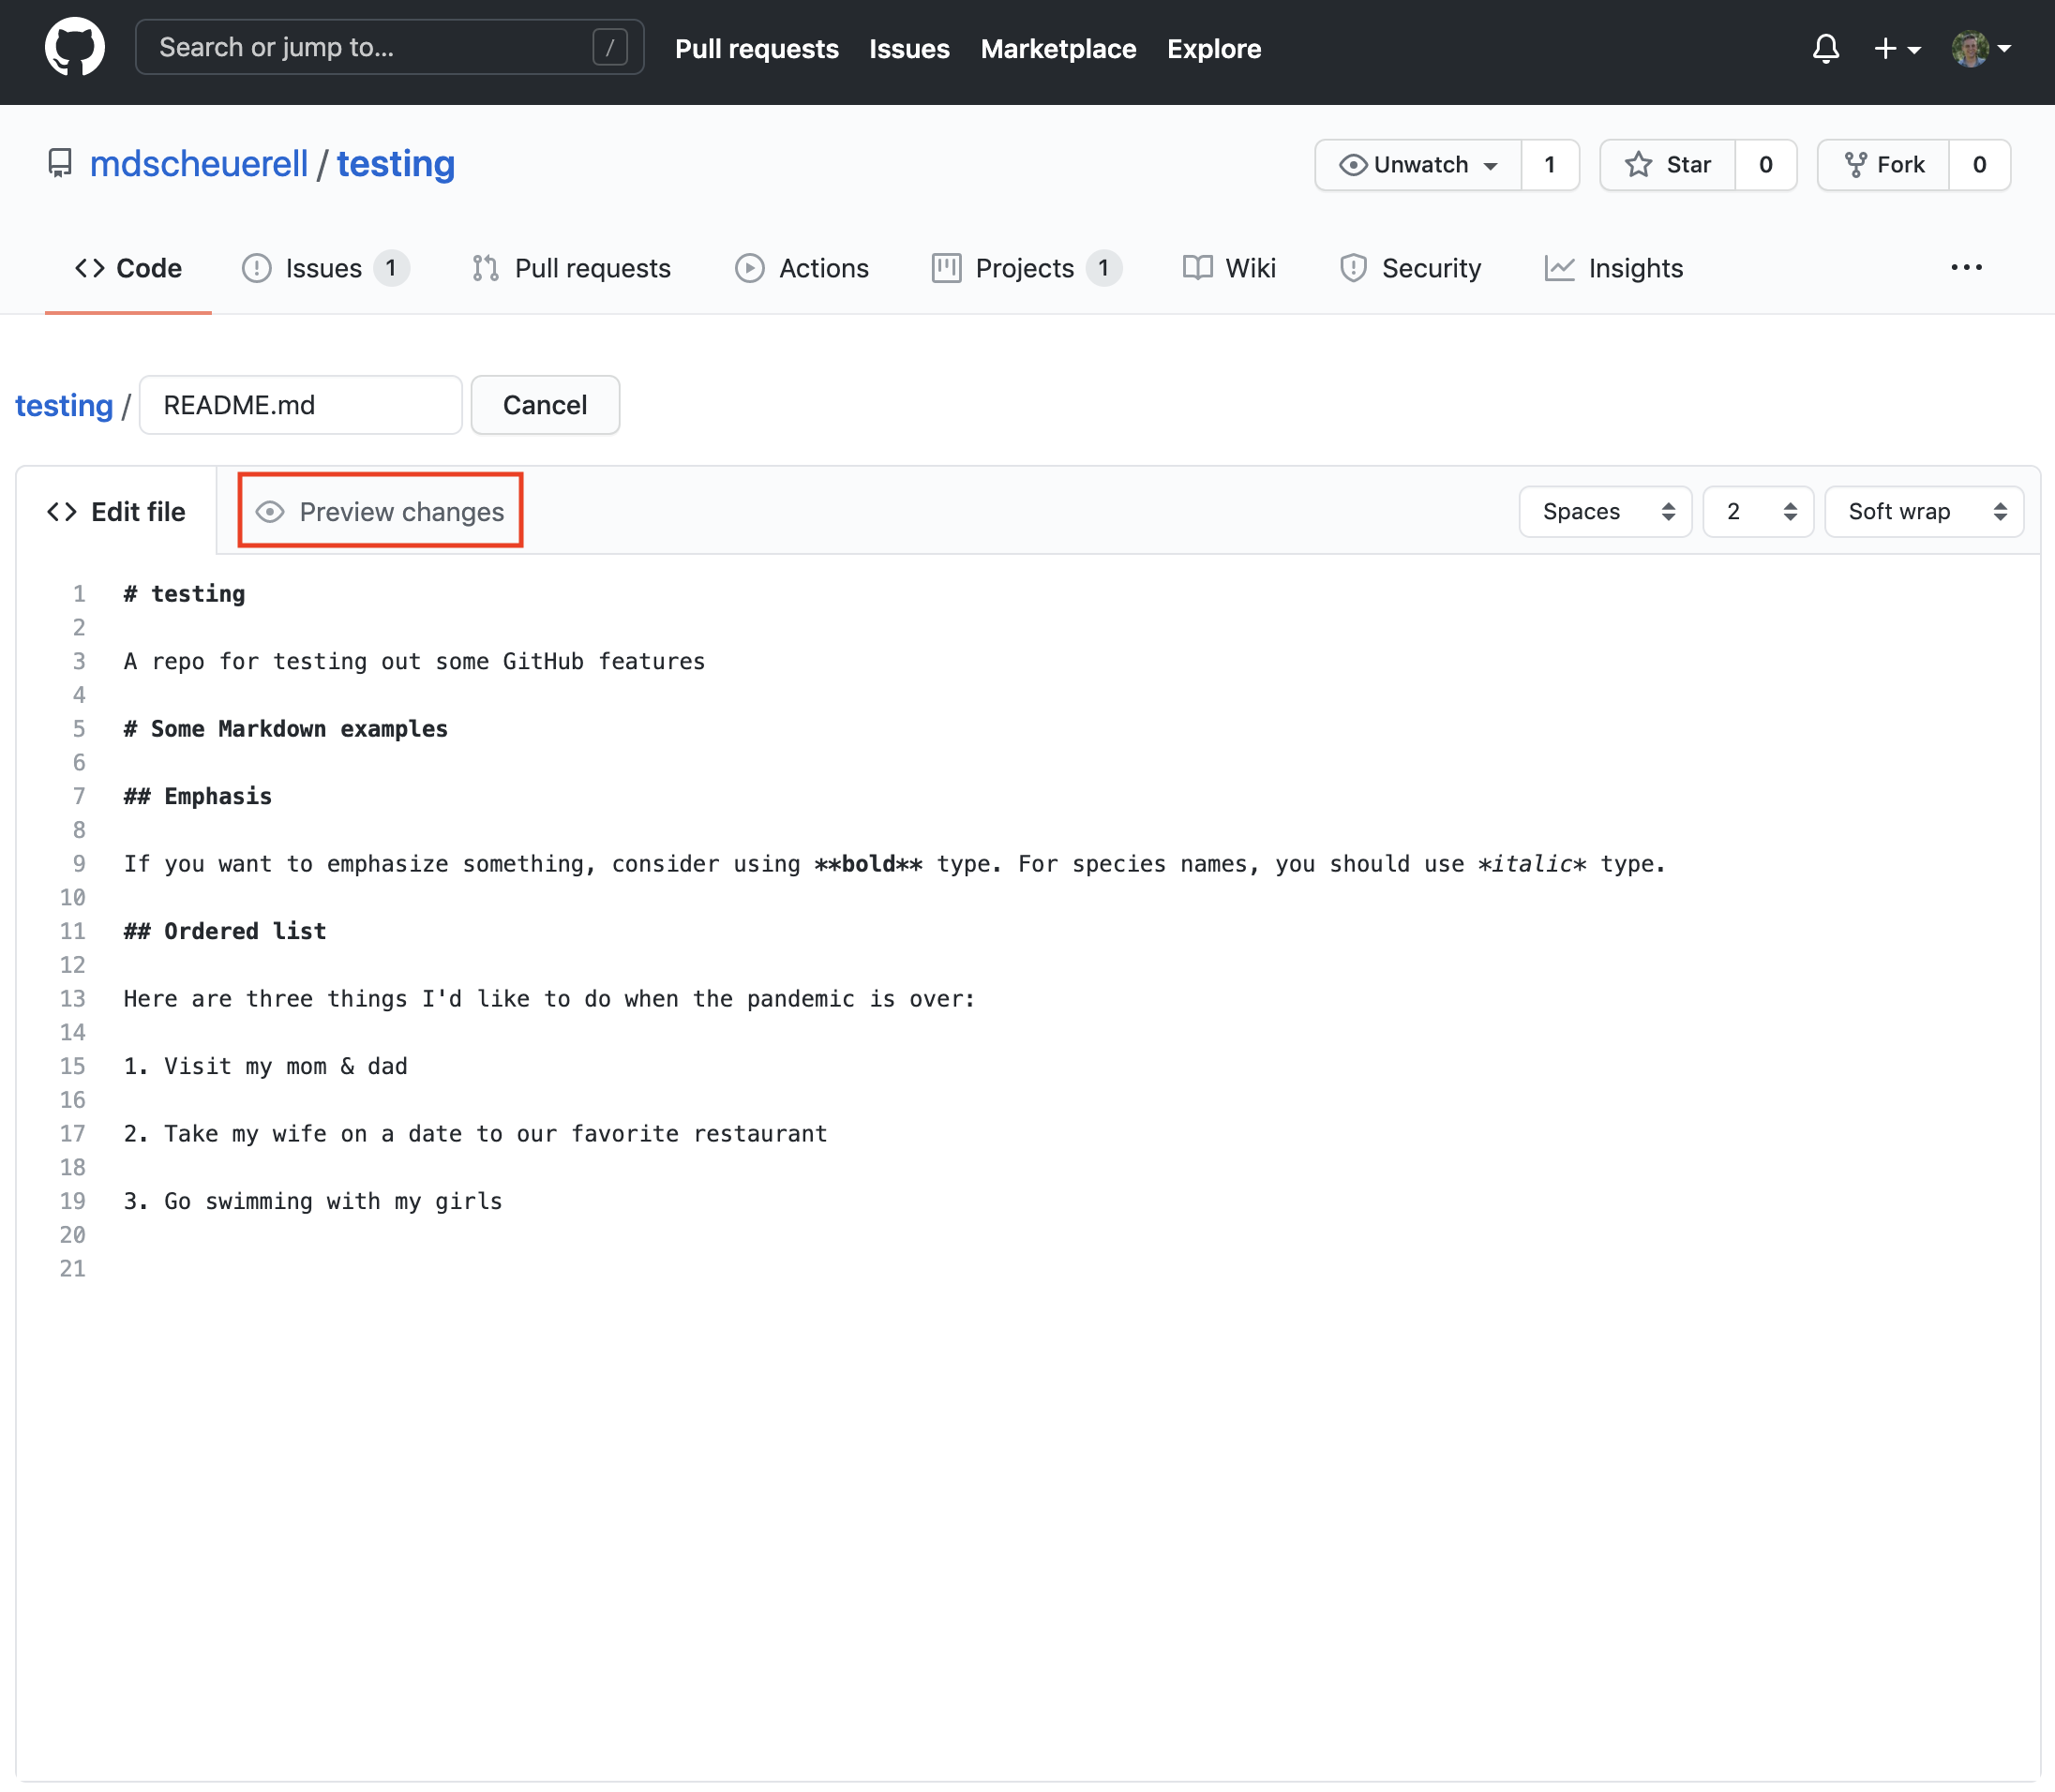 Search or jump to... /
Pull requests Issues Marketplace Explore
mdscheuerell / testing
Unwatch 1 Star 0 Fork 0
Code Issues 1 Pull requests Actions Projects 1 Wiki Security Insights
testing / README.md Cancel
Edit file Preview changes Spaces 2 Soft wrap
1 # testing
2
3 A repo for testing out some GitHub features
4
5 # Some Markdown examples
6
7 ## Emphasis
8
9 If you want to emphasize something, consider using **bold** type. For species names, you should use *italic* type.
10
11 ## Ordered list
12
13 Here are three things I'd like to do when the pandemic is over:
14
15 1. Visit my mom & dad
16
17 2. Take my wife on a date to our favorite restaurant
18
19 3. Go swimming with my girls
20
21